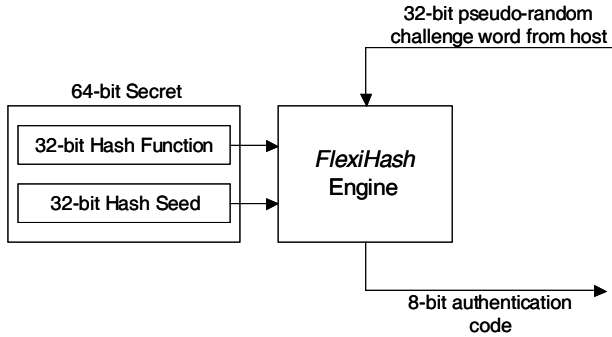 32-bit pseudo-random
challenge word from host
64-bit Secret
32-bit Hash Function
32-bit Hash Seed
FlexiHash
Engine
8-bit authentication
code